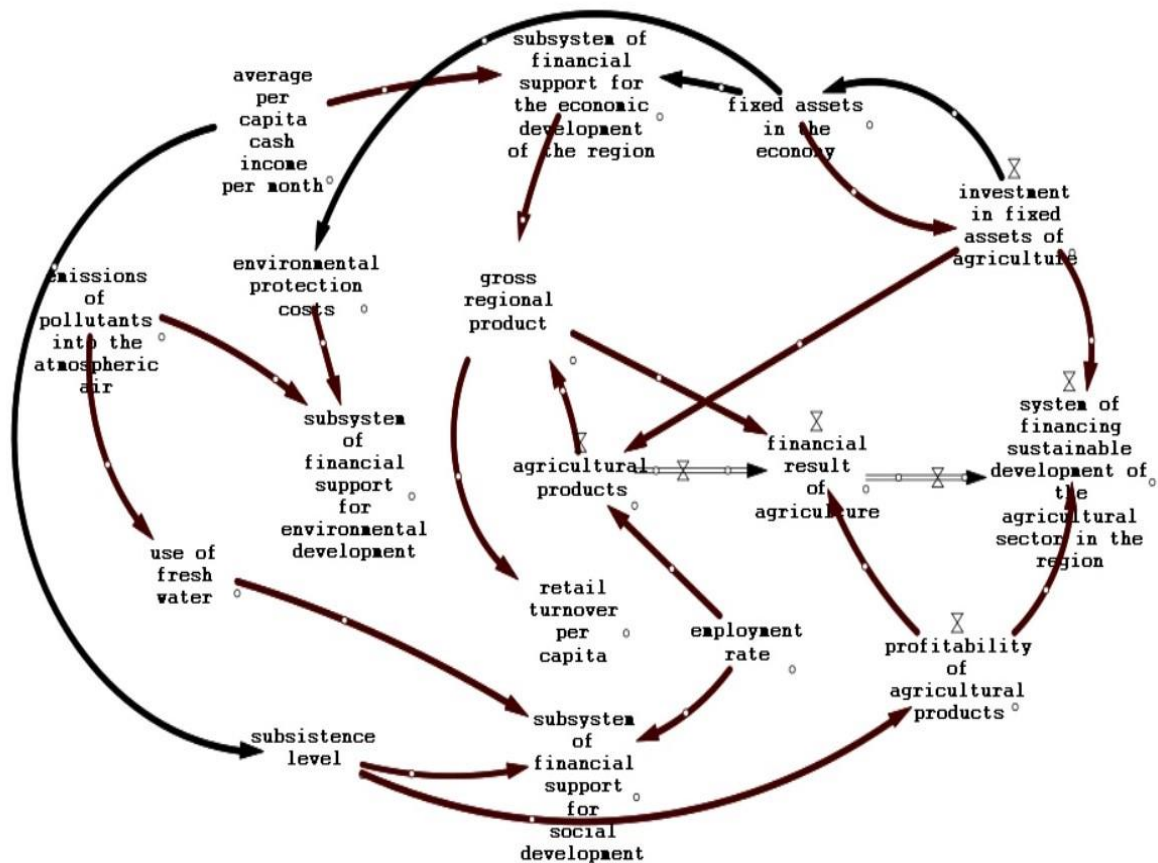 subsystem of
financial
support for
the economic
development
of the region
average
per
capita
cash
income
per month
fixed assets
in the
economy
investment
in fixed
assets of
agriculture
environmental
protection
costs
emissions
of
pollutants
into the
atmospheric
air
gross
regional
product
subsystem
of
financial
support
for
environmental
development
agricultural
products
financial
result
of
agriculture
system of
financing
sustainable
development of
the
agricultural
sector in the
region
use of
fresh
water
retail
turnover
per
capita
employment
rate
profitability
of
agricultural
products
subsistence
level
subsystem
of
financial
support
for
social
development